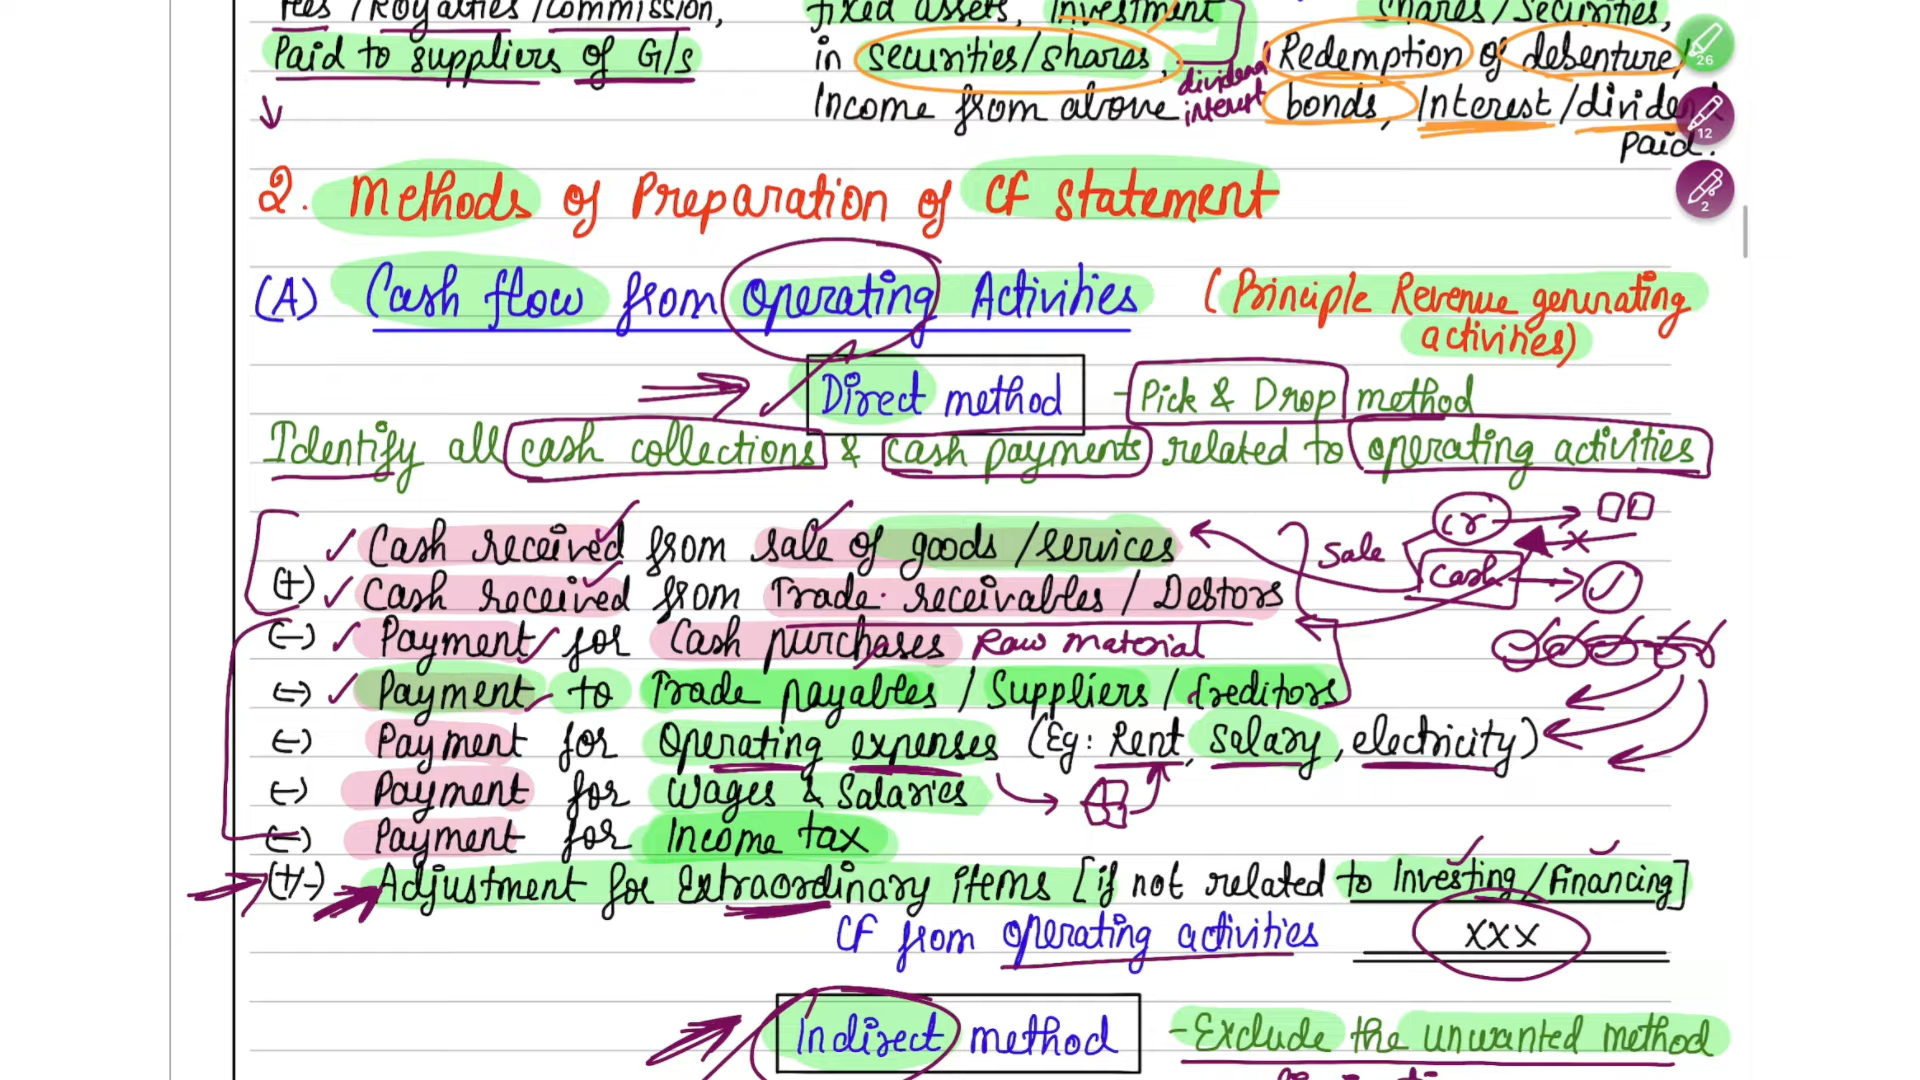 Fees /Royalties /Commission,
Paid to suppliers of G/s
fixed assets, Investment
in securities/shares,
Income from above
dividend
interest
Shares/Securities,
Redemption of debenture/
bonds, Interest/dividend
paid.
26
12
2
2. Methods of Preparation of CF statement
(A) Cash flow from Operating Activities (Principle Revenue generating
activities)
Direct method - Pick & Drop method
Identify all cash collections & cash payments related to operating activities
Cash received from sale of goods /services
Sale
Cr
Cash
(+) Cash received from Trade receivables / Debtors
(-) Payment for Cash purchases Raw material
(-) Payment to Trade payables / Suppliers / Creditors
(-) Payment for Operating expenses (Eg: Rent, Salary, electricity)
(-) Payment for Wages & Salaries
(-) Payment for Income tax
(+/-) Adjustment for Extraordinary items [if not related to Investing /Financing]
CF from operating activities XXX
Indirect method - Exclude the unwanted method